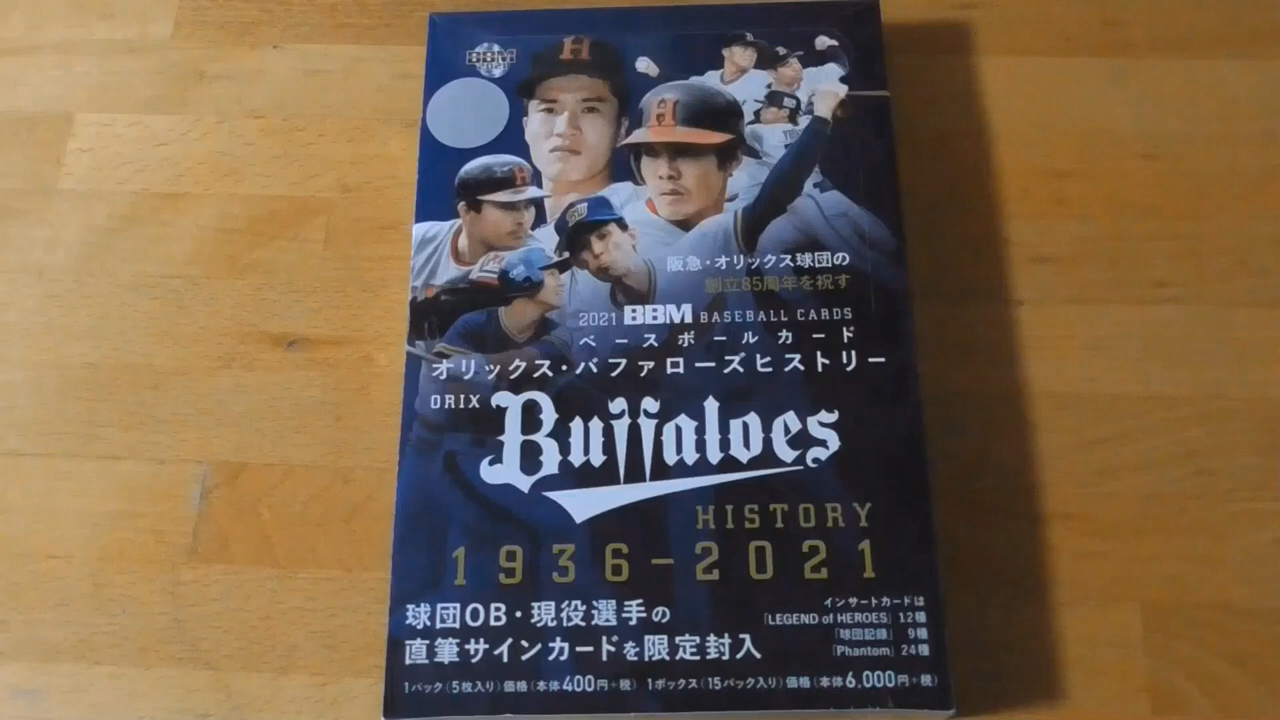 BBM
2021
H
H
H
BW
阪急・オリックス球団の
創立85周年を祝す
2021 BBM BASEBALL CARDS
ベースボールカード
オリックス・バファローズヒストリー
ORIX Buffaloes
HISTORY
1936-2021
球団OB・現役選手の
直筆サインカードを限定封入
インサートカードは
「LEGEND of HEROES」12種
「球団記録」 9種
「Phantom」24種
1パック(5枚入り)価格(本体400円+税) 1ボックス(15パック入り)価格(本体6,000円+税)